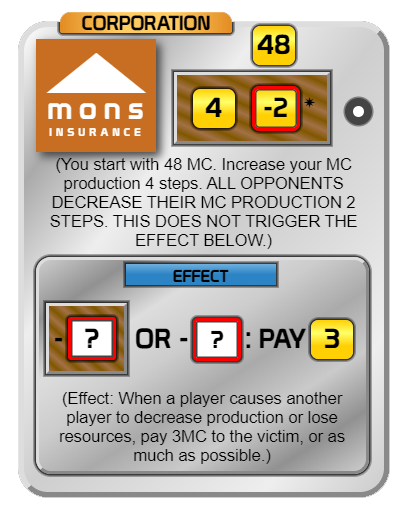 CORPORATION
48
mons
INSURANCE
4 -2 *
(You start with 48 MC. Increase your MC
production 4 steps. ALL OPPONENTS
DECREASE THEIR MC PRODUCTION 2
STEPS. THIS DOES NOT TRIGGER THE
EFFECT BELOW.)
EFFECT
- ? OR - ? : PAY 3
(Effect: When a player causes another
player to decrease production or lose
resources, pay 3MC to the victim, or as
much as possible.)